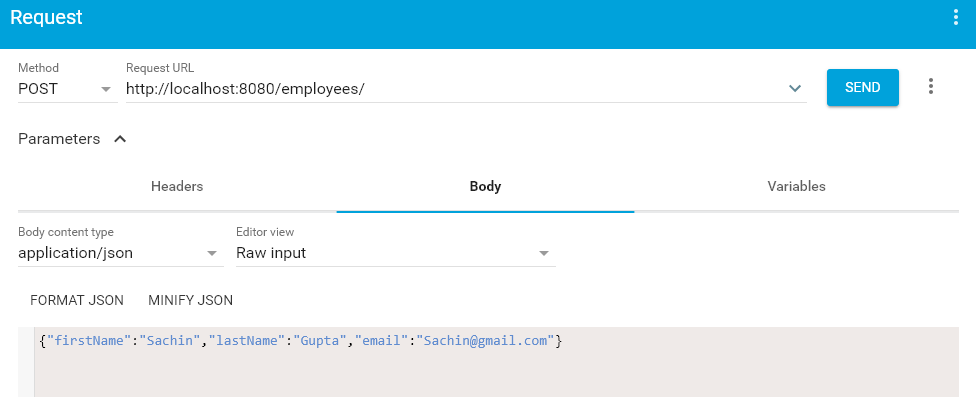 Request
Method
Request URL
POST
http://localhost:8080/employees/
SEND
Parameters
Headers
Body
Variables
Body content type
Editor view
application/json
Raw input
FORMAT JSON
MINIFY JSON
{"firstName":"Sachin","lastName":"Gupta","email":"Sachin@gmail.com"}